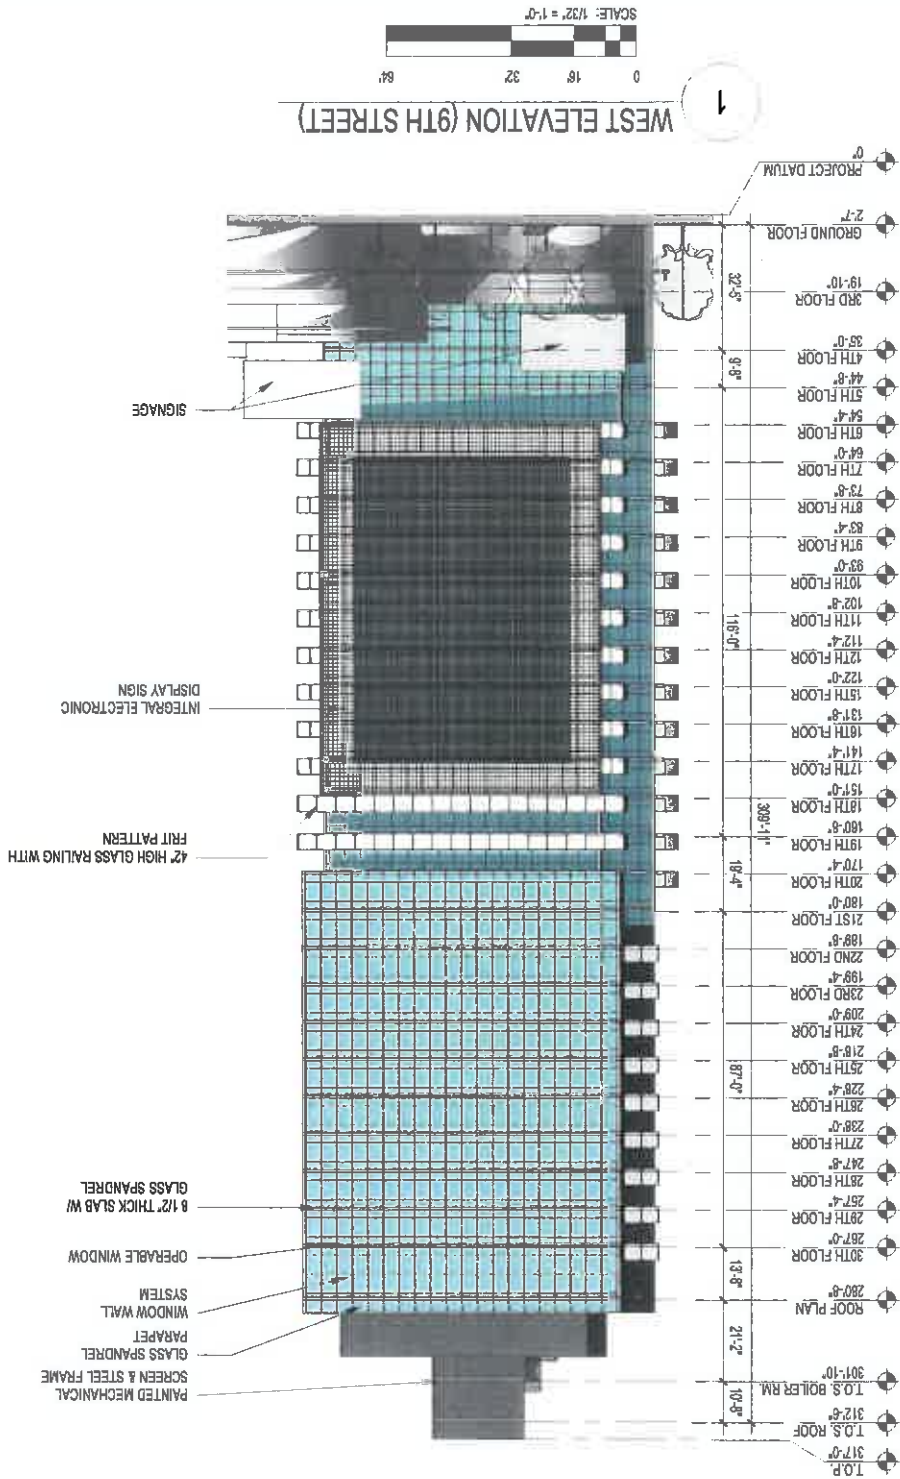 T.O.P.
317'-0"
T.O.S. ROOF
312'-6"
T.O.S. BOILER RM.
301'-10"
ROOF PLAN
280'-8"
30TH FLOOR
267'-0"
29TH FLOOR
257'-4"
28TH FLOOR
247'-8"
27TH FLOOR
238'-0"
26TH FLOOR
228'-4"
25TH FLOOR
218'-8"
24TH FLOOR
209'-0"
23RD FLOOR
199'-4"
22ND FLOOR
189'-8"
21ST FLOOR
180'-0"
20TH FLOOR
170'-4"
19TH FLOOR
160'-8"
18TH FLOOR
151'-0"
17TH FLOOR
141'-4"
16TH FLOOR
131'-8"
15TH FLOOR
122'-0"
12TH FLOOR
112'-4"
11TH FLOOR
102'-8"
10TH FLOOR
93'-0"
9TH FLOOR
83'-4"
8TH FLOOR
73'-8"
7TH FLOOR
64'-0"
6TH FLOOR
54'-4"
5TH FLOOR
44'-8"
4TH FLOOR
35'-0"
3RD FLOOR
19'-10"
GROUND FLOOR
2'-7"
PROJECT DATUM
0"
10'-8"
21'-2"
13'-8"
87'-0"
19'-4"
309'-11"
116'-0"
9'-8"
32'-5"
PAINTED MECHANICAL
SCREEN & STEEL FRAME
GLASS SPANDREL
PARAPET
WINDOW WALL
SYSTEM
OPERABLE WINDOW
8 1/2" THICK SLAB W/
GLASS SPANDREL
42" HIGH GLASS RAILING WITH
FRIT PATTERN
INTEGRAL ELECTRONIC
DISPLAY SIGN
SIGNAGE
1
WEST ELEVATION (9TH STREET)
0 16' 32' 64'
SCALE: 1/32" = 1'-0"